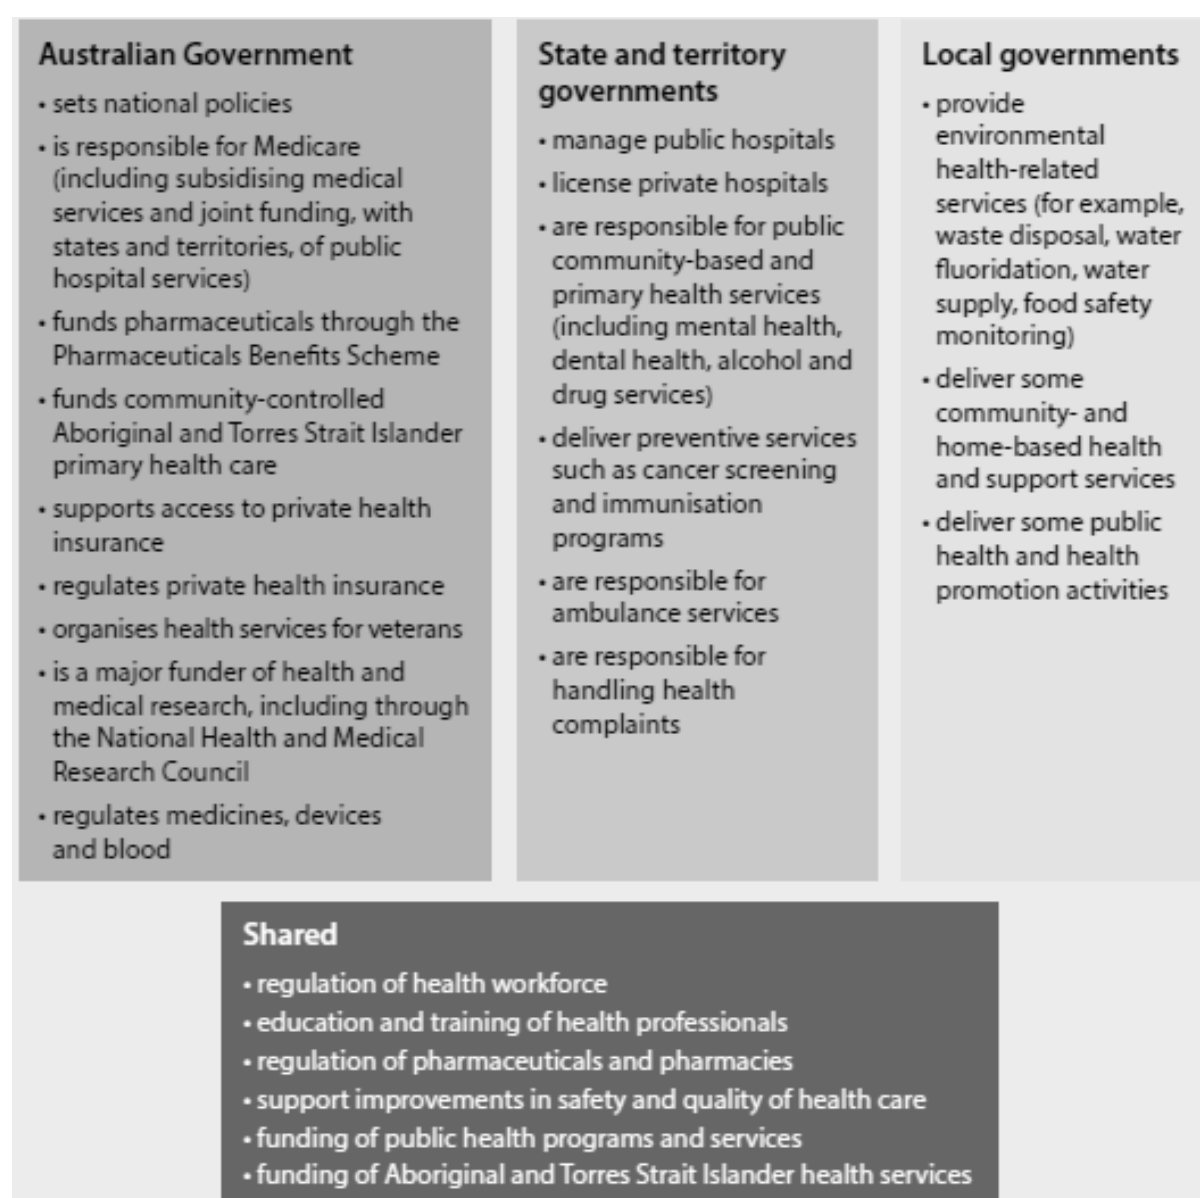 Australian Government
• sets national policies
• is responsible for Medicare
(including subsidising medical
services and joint funding, with
states and territories, of public
hospital services)
• funds pharmaceuticals through the
Pharmaceuticals Benefits Scheme
• funds community-controlled
Aboriginal and Torres Strait Islander
primary health care
• supports access to private health
insurance
• regulates private health insurance
• organises health services for veterans
• is a major funder of health and
medical research, including through
the National Health and Medical
Research Council
• regulates medicines, devices
and blood
State and territory
governments
• manage public hospitals
• license private hospitals
• are responsible for public
community-based and
primary health services
(including mental health,
dental health, alcohol and
drug services)
• deliver preventive services
such as cancer screening
and immunisation
programs
• are responsible for
ambulance services
• are responsible for
handling health
complaints
Local governments
• provide
environmental
health-related
services (for example,
waste disposal, water
fluoridation, water
supply, food safety
monitoring)
• deliver some
community- and
home-based health
and support services
• deliver some public
health and health
promotion activities
Shared
• regulation of health workforce
• education and training of health professionals
• regulation of pharmaceuticals and pharmacies
• support improvements in safety and quality of health care
• funding of public health programs and services
• funding of Aboriginal and Torres Strait Islander health services